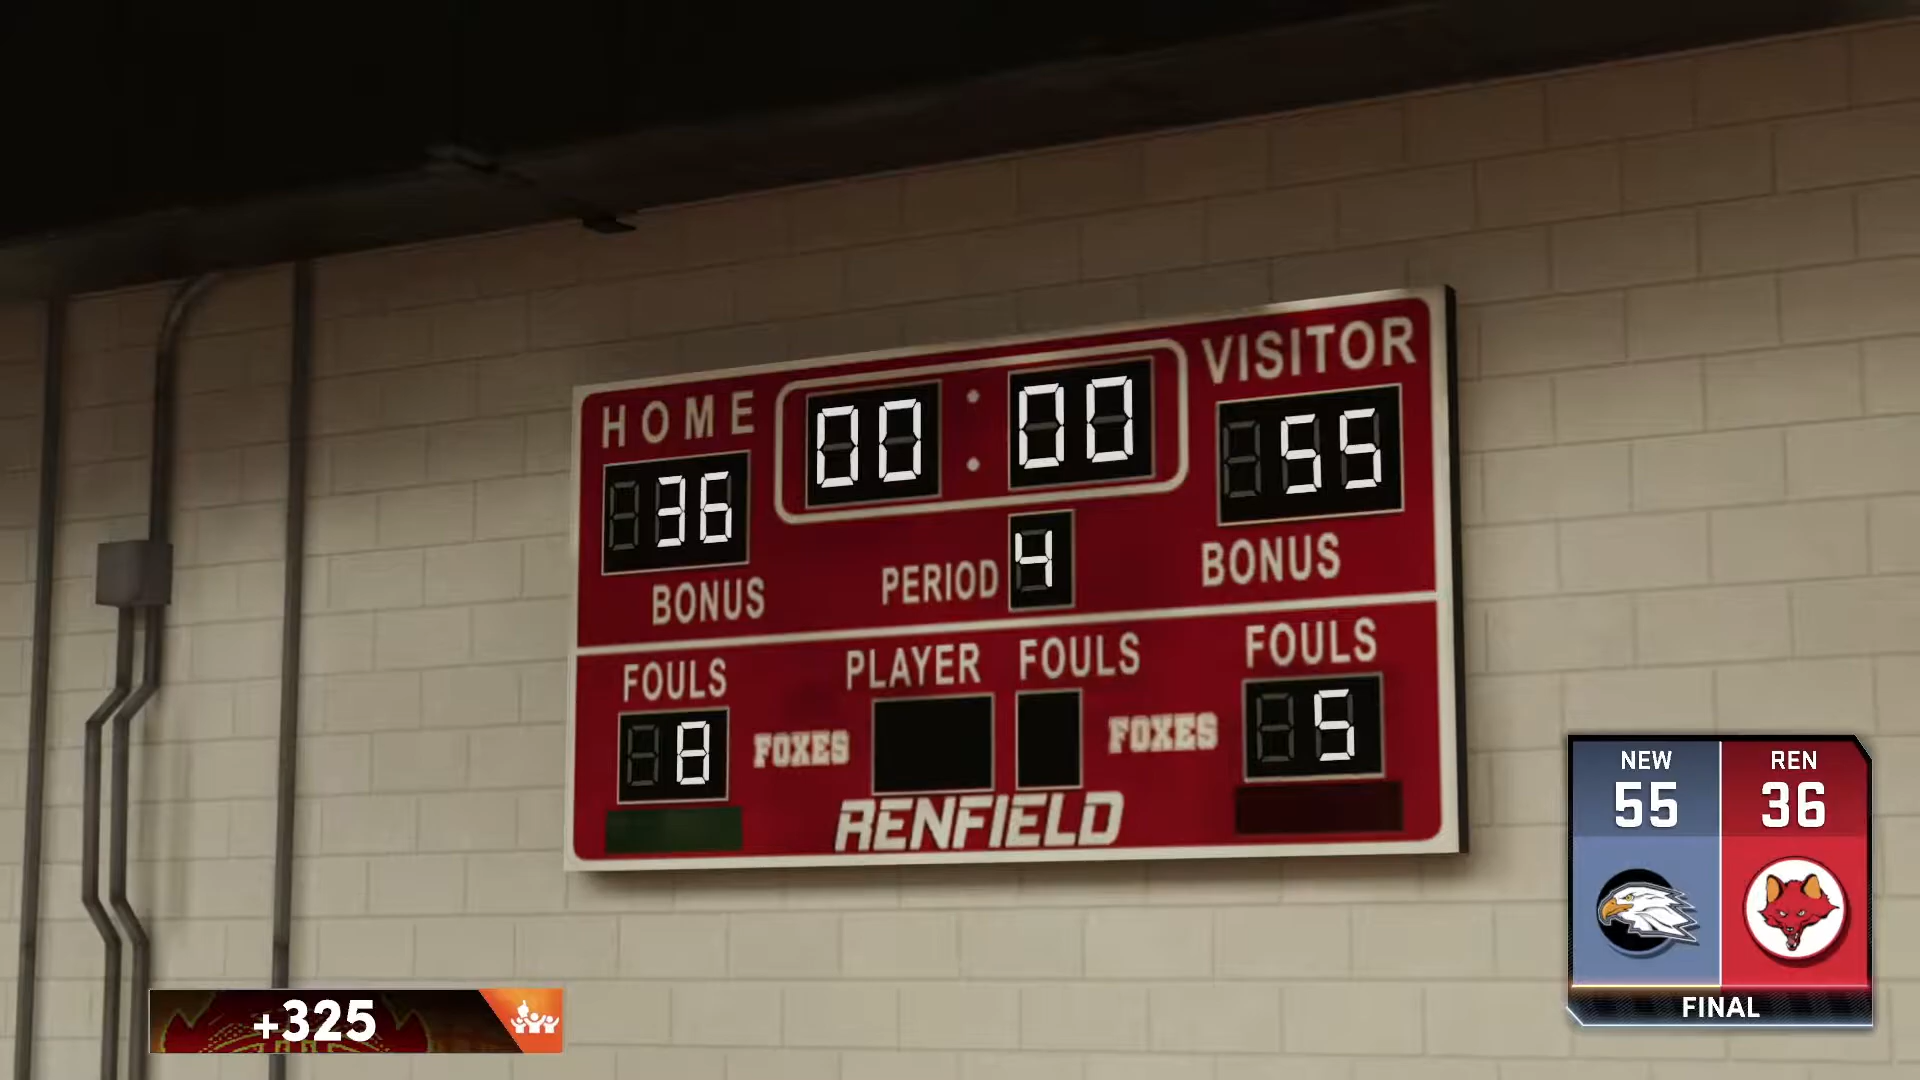 HOME
00:00
VISITOR
36
55
BONUS
PERIOD 4
BONUS
FOULS
PLAYER
FOULS
FOULS
8
FOXES
FOXES
5
RENFIELD
NEW
55
REN
36
FINAL
+325